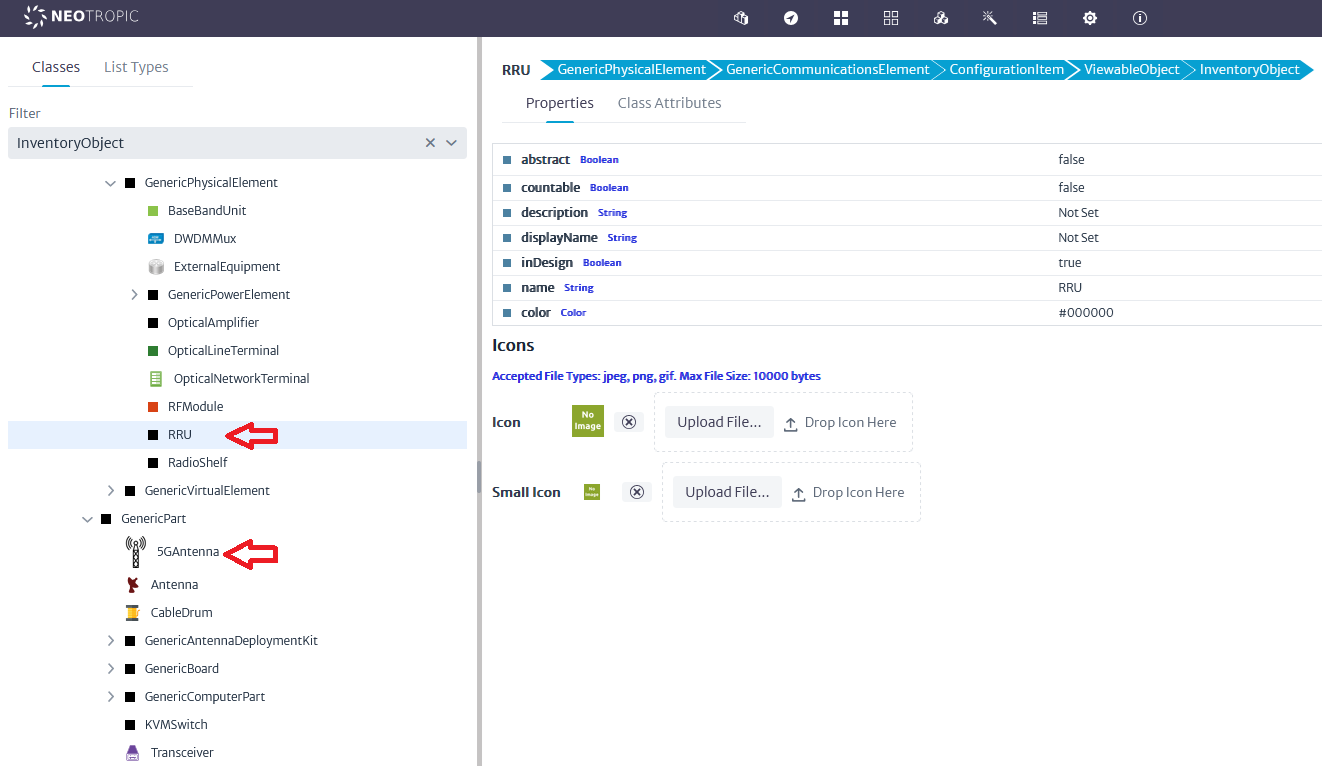 NEOTROPIC
Classes List Types
Filter
InventoryObject
GenericPhysicalElement
BaseBandUnit
DWDMMux
ExternalEquipment
GenericPowerElement
OpticalAmplifier
OpticalLineTerminal
OpticalNetworkTerminal
RFModule
RRU
RadioShelf
GenericVirtualElement
GenericPart
5GAntenna
Antenna
CableDrum
GenericAntennaDeploymentKit
GenericBoard
GenericComputerPart
KVMSwitch
Transceiver
RRU GenericPhysicalElement GenericCommunicationsElement ConfigurationItem ViewableObject InventoryObject
Properties Class Attributes
abstract Boolean false
countable Boolean false
description String Not Set
displayName String Not Set
inDesign Boolean true
name String RRU
color Color #000000
Icons
Accepted File Types: jpeg, png, gif. Max File Size: 10000 bytes
Icon No Image Upload File... Drop Icon Here
Small Icon No Image Upload File... Drop Icon Here